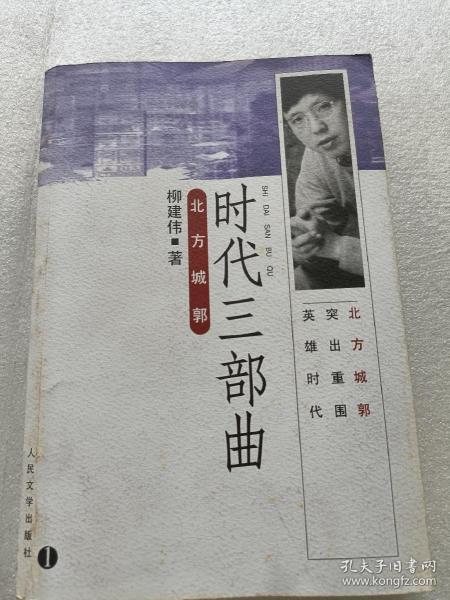 时代三部曲
SHI DAI SAN BU QU
北方城郭
柳建伟■著
北方城郭
突出重围
英雄时代
人民文学出版社
1
孔夫子旧书网
www.kongfz.com